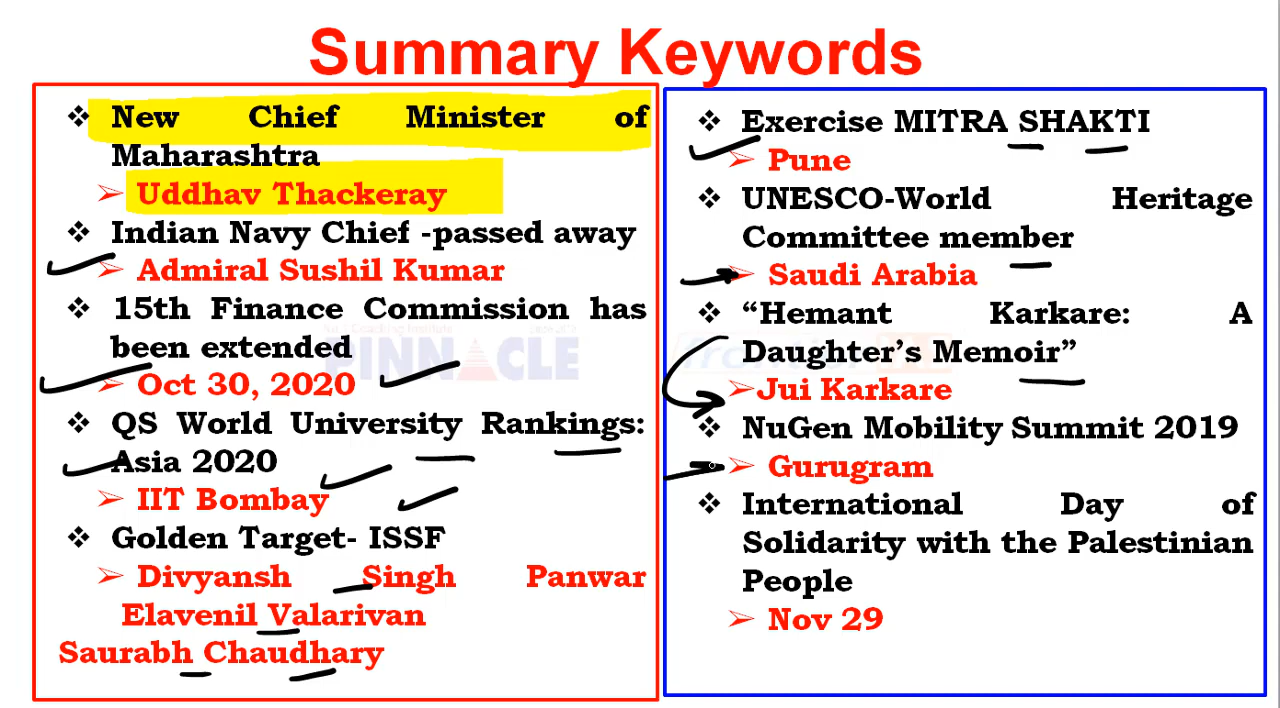 Summary Keywords
❖ New Chief Minister of
Maharashtra
➢ Uddhav Thackeray
❖ Indian Navy Chief -passed away
➢ Admiral Sushil Kumar
❖ 15th Finance Commission has
been extended
➢ Oct 30, 2020
❖ QS World University Rankings:
Asia 2020
➢ IIT Bombay
❖ Golden Target- ISSF
➢ Divyansh Singh Panwar
Elavenil Valarivan
Saurabh Chaudhary
❖ Exercise MITRA SHAKTI
➢ Pune
❖ UNESCO-World Heritage
Committee member
➢ Saudi Arabia
❖ “Hemant Karkare: A
Daughter’s Memoir”
➢Jui Karkare
❖ NuGen Mobility Summit 2019
➢ Gurugram
❖ International Day of
Solidarity with the Palestinian
People
➢ Nov 29
PINNACLE